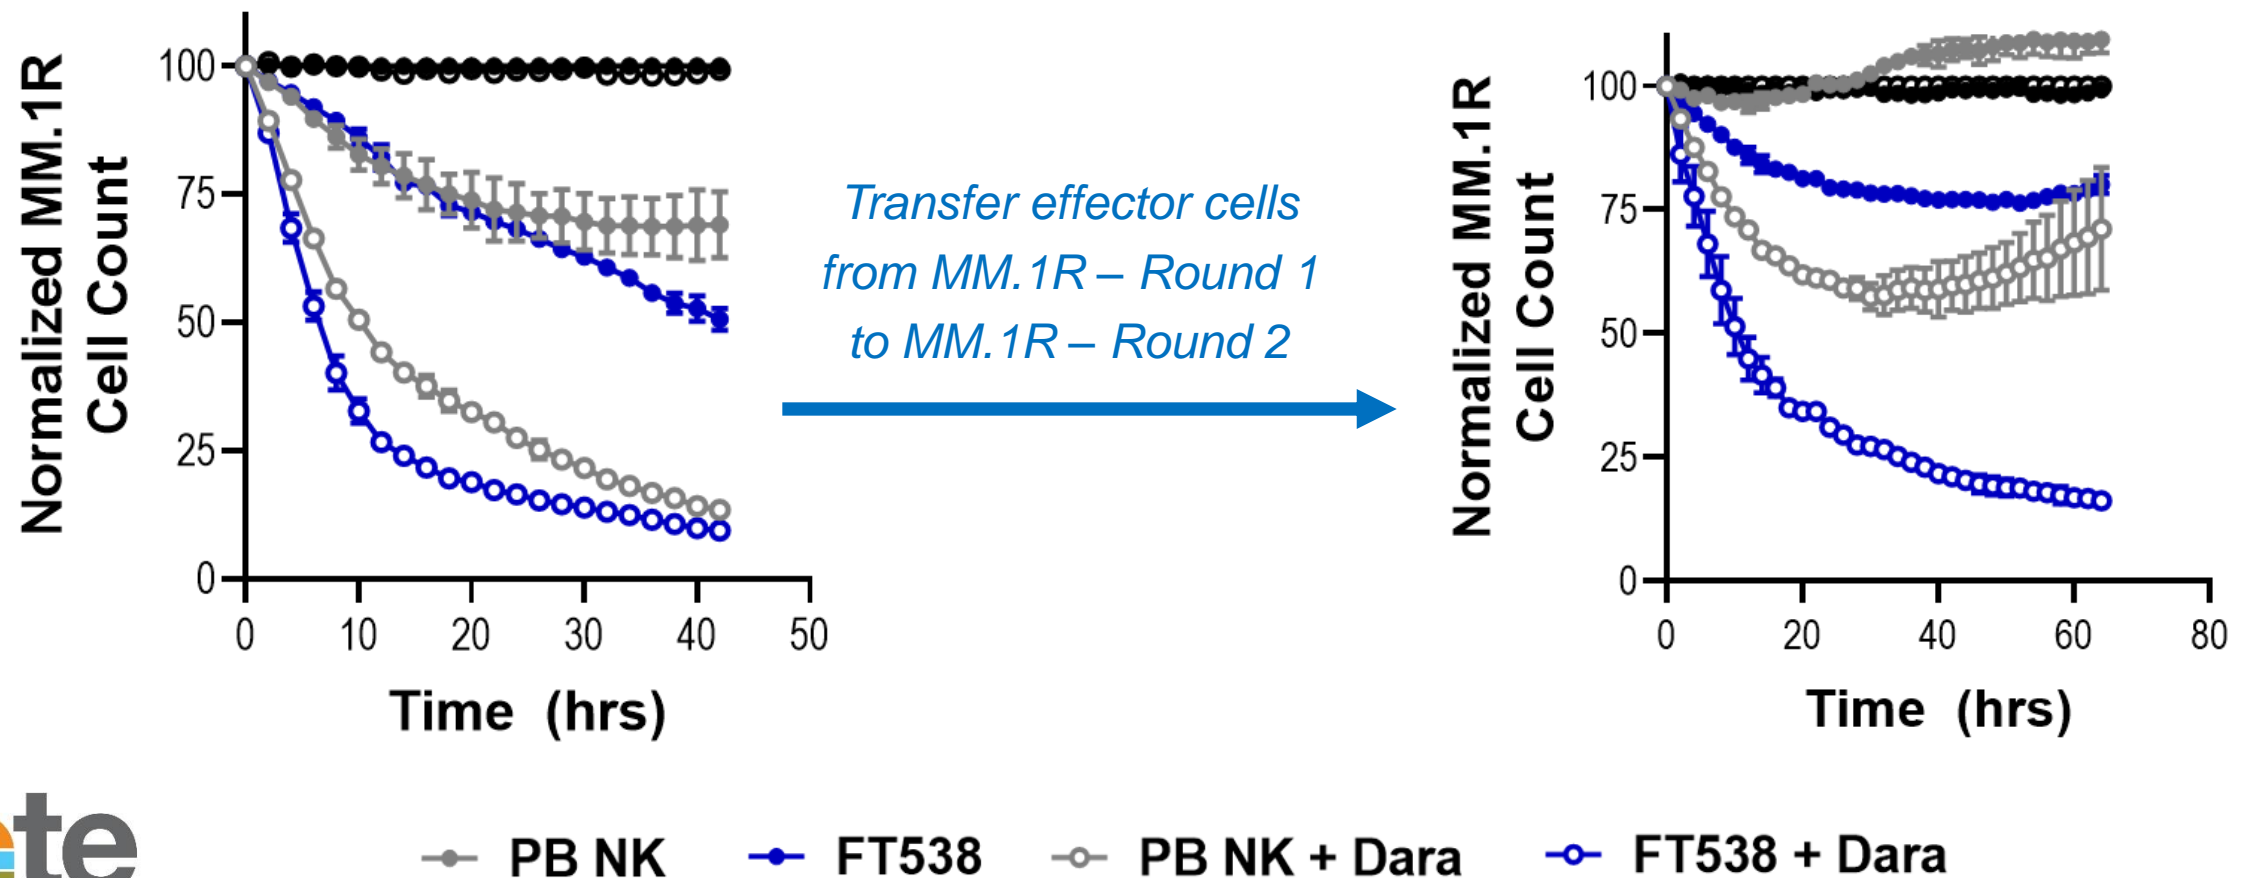 Normalized MM.1R
Cell Count
100
75
50
25
0
0 10 20 30 40 50
Time (hrs)
Transfer effector cells
from MM.1R – Round 1
to MM.1R – Round 2
Normalized MM.1R
Cell Count
100
75
50
25
0
0 20 40 60 80
Time (hrs)
te
PB NK FT538 PB NK + Dara FT538 + Dara